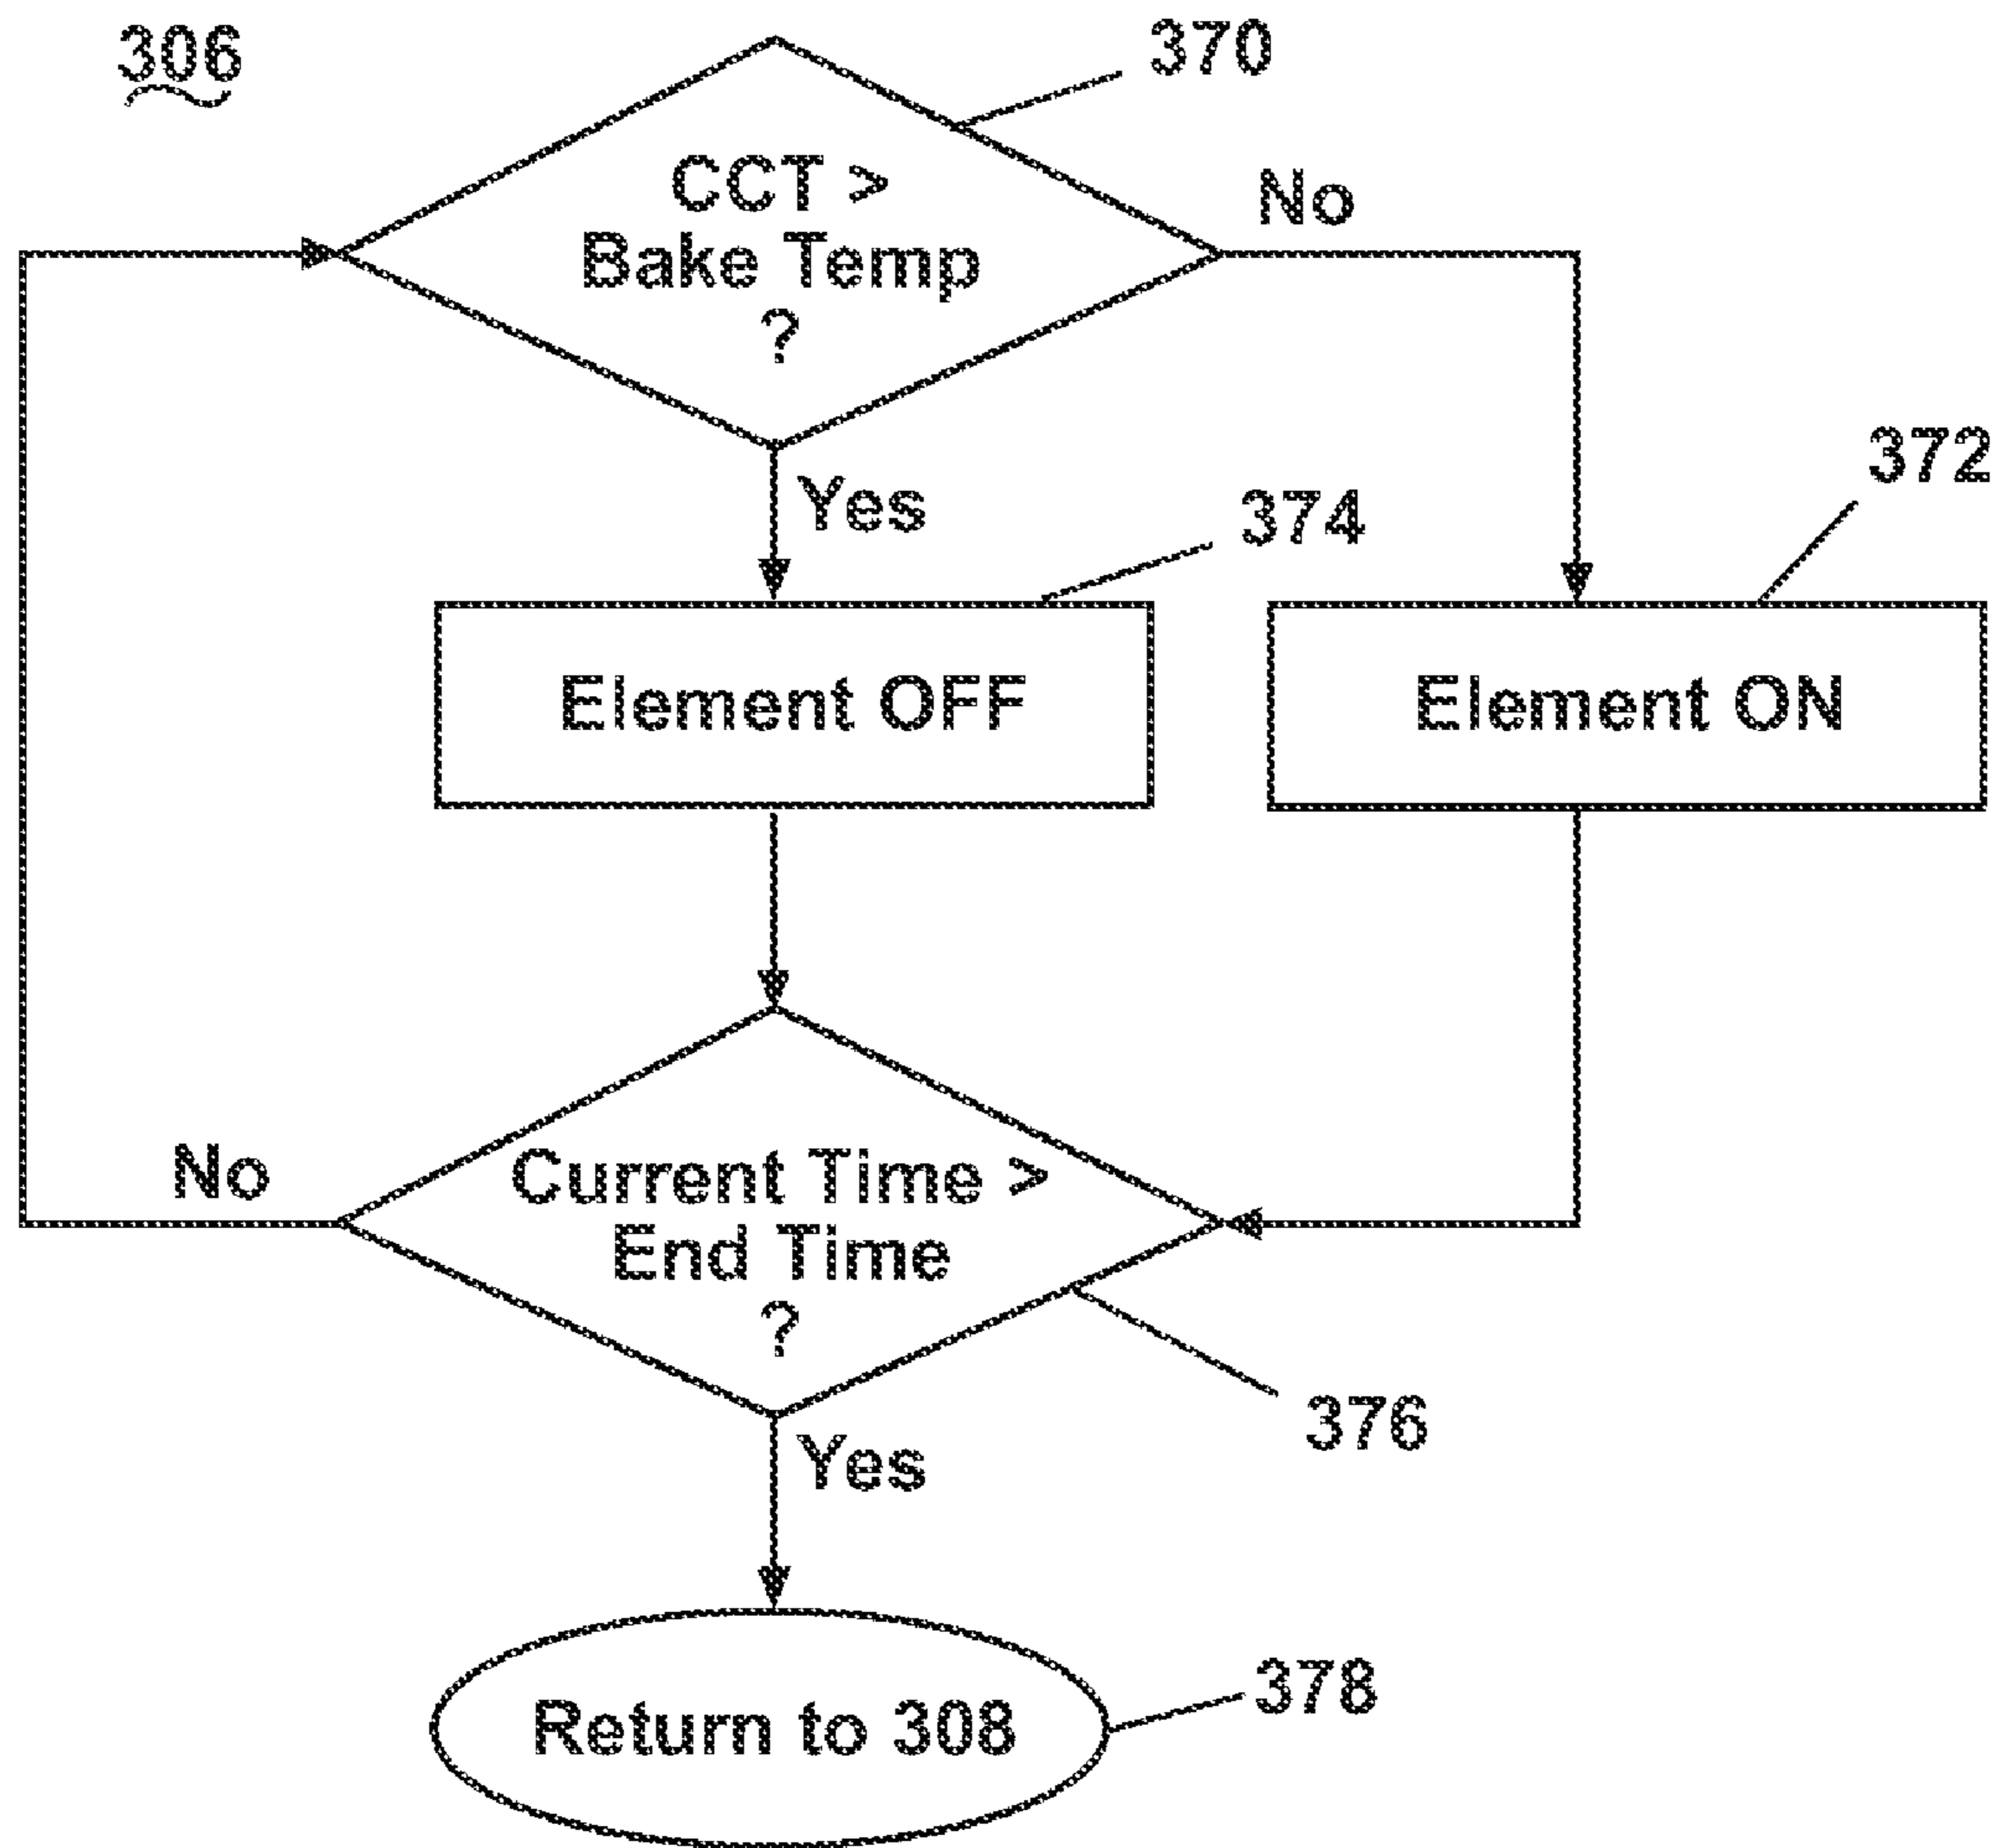 306
370
CCT >
Bake Temp
?
No
Yes
372
374
Element OFF
Element ON
No
Current Time >
End Time
?
376
Yes
Return to 308
378